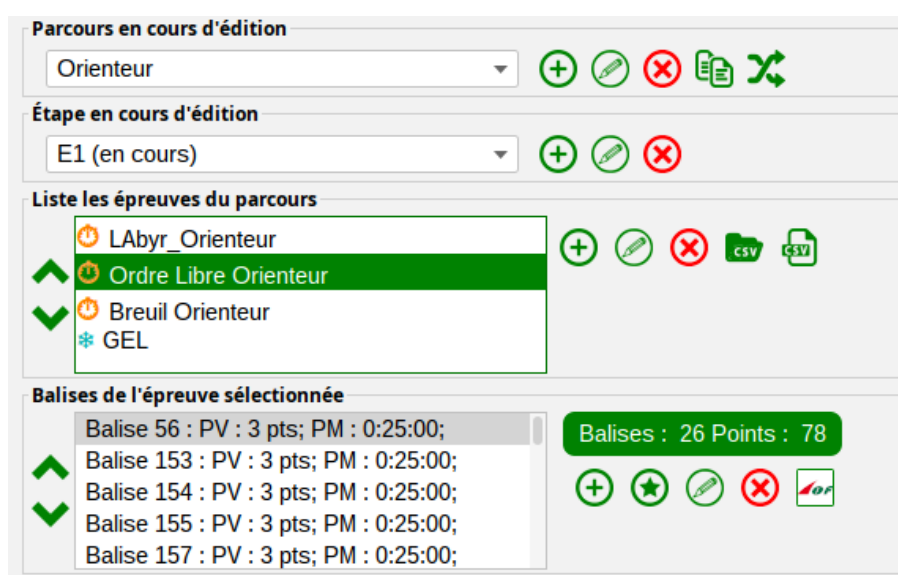 Parcours en cours d'édition
Orienteur
Étape en cours d'édition
E1 (en cours)
Liste les épreuves du parcours
LAbyr_Orienteur
Ordre Libre Orienteur
Breuil Orienteur
GEL
CSV
CSV
Balises de l'épreuve sélectionnée
Balise 56 : PV : 3 pts; PM : 0:25:00;
Balise 153 : PV : 3 pts; PM : 0:25:00;
Balise 154 : PV : 3 pts; PM : 0:25:00;
Balise 155 : PV : 3 pts; PM : 0:25:00;
Balise 157 : PV : 3 pts; PM : 0:25:00;
Balises : 26 Points : 78
OF